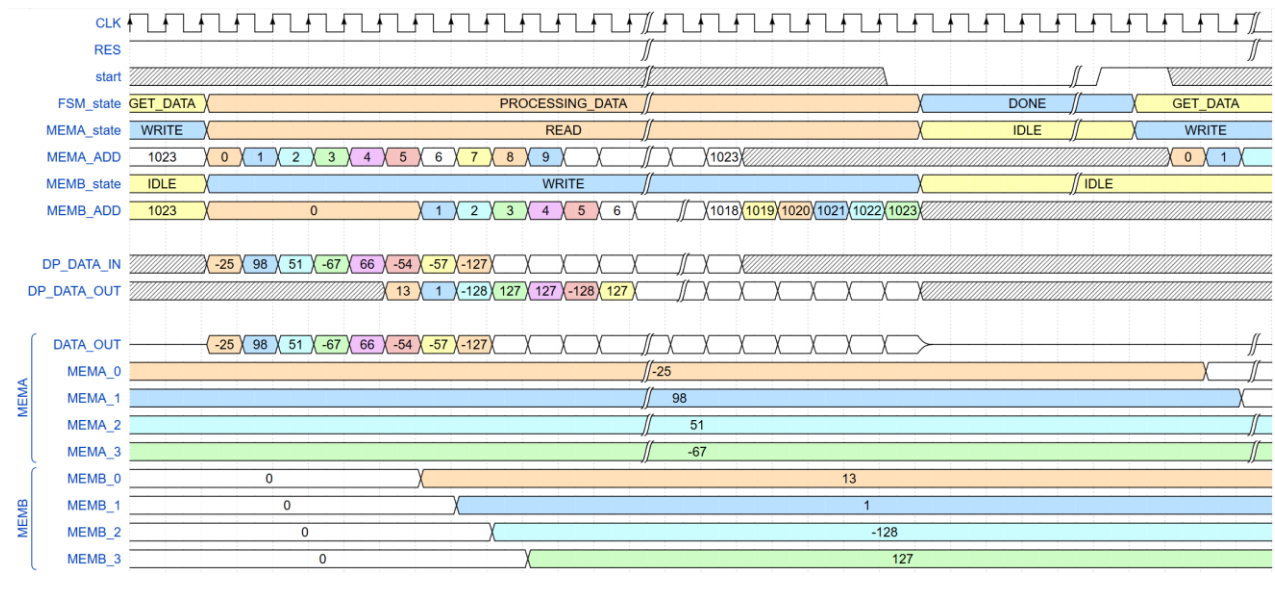 CLK
RES
start
FSM_state GET_DATA PROCESSING_DATA DONE GET_DATA
MEMA_state WRITE READ IDLE WRITE
MEMA_ADD 1023 0 1 2 3 4 5 6 7 8 9 1023 0 1
MEMB_state IDLE WRITE IDLE
MEMB_ADD 1023 0 1 2 3 4 5 6 1018 1019 1020 1021 1022 1023
DP_DATA_IN -25 98 51 -67 66 -54 -57 -127
DP_DATA_OUT 13 1 -128 127 127 -128 127
MEMA
DATA_OUT -25 98 51 -67 66 -54 -57 -127
MEMA_0 -25
MEMA_1 98
MEMA_2 51
MEMA_3 -67
MEMB
MEMB_0 0 13
MEMB_1 0 1
MEMB_2 0 -128
MEMB_3 0 127